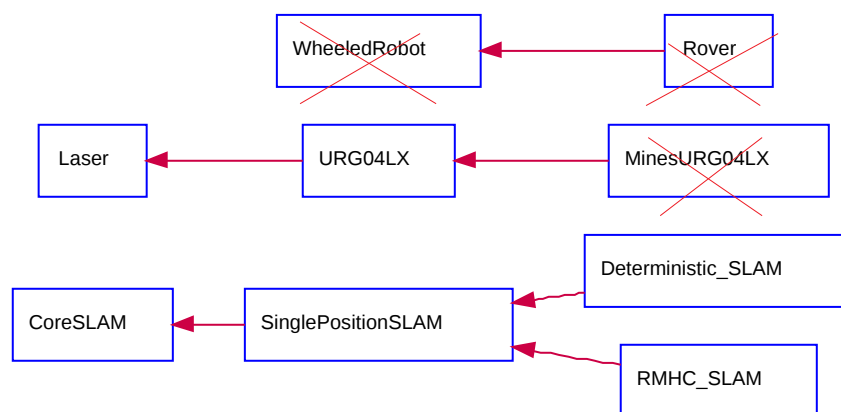 WheeledRobot
Rover
Laser
URG04LX
MinesURG04LX
Deterministic_SLAM
CoreSLAM
SinglePositionSLAM
RMHC_SLAM